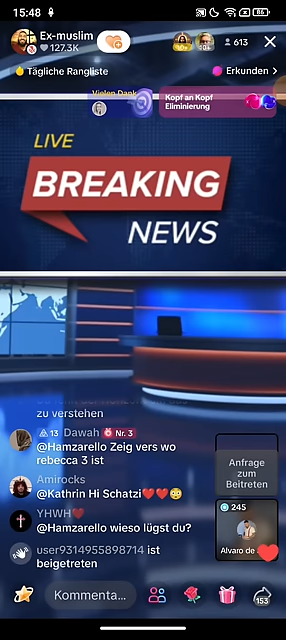 15:48
86
Ex-muslim
127.3K
10+
613
Tägliche Rangliste
Erkunden >
Vielen Dank
Kopf an Kopf
Eliminierung
LIVE
BREAKING
NEWS
zu verstehen
13 Dawah Nr. 3
@Hamzarello Zeig vers wo
rebecca 3 ist
Amirocks
@Kathrin Hi Schatzi❤️❤️😳
YHWH❤️
@Hamzarello wieso lügst du?
user9314955898714 ist
beigetreten
Anfrage
zum
Beitreten
245
Alvaro de
Kommenta...
153